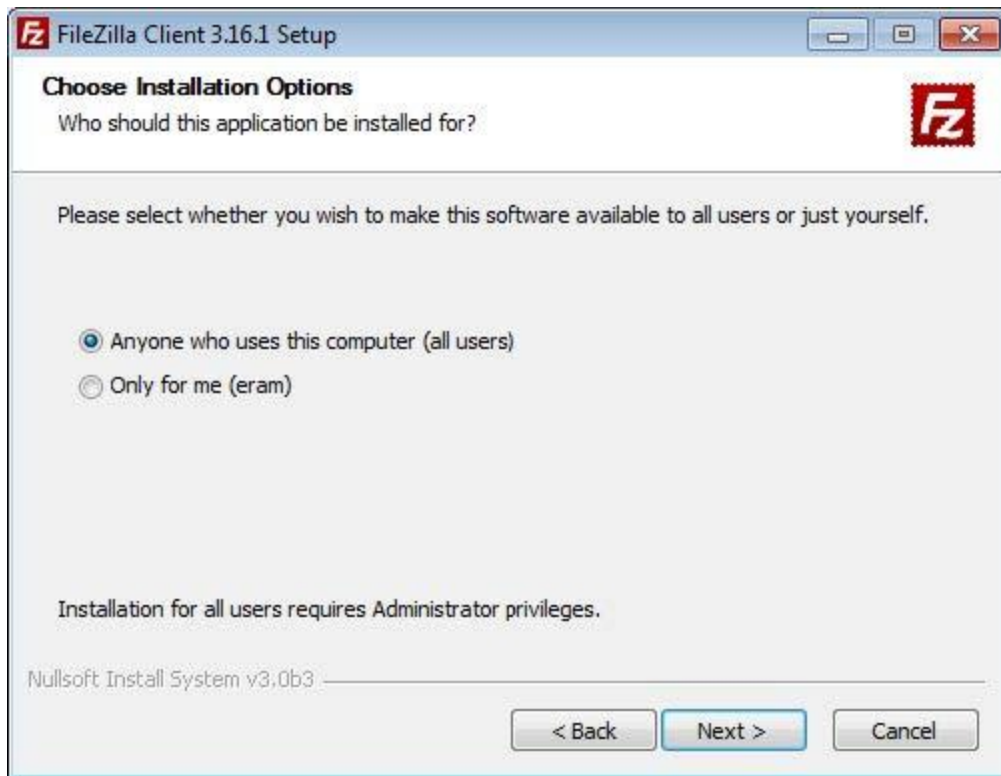 FileZilla Client 3.16.1 Setup
Choose Installation Options
Who should this application be installed for?
Fz
Please select whether you wish to make this software available to all users or just yourself.
Anyone who uses this computer (all users)
Only for me (eram)
Installation for all users requires Administrator privileges.
Nullsoft Install System v3.0b3
< Back Next > Cancel